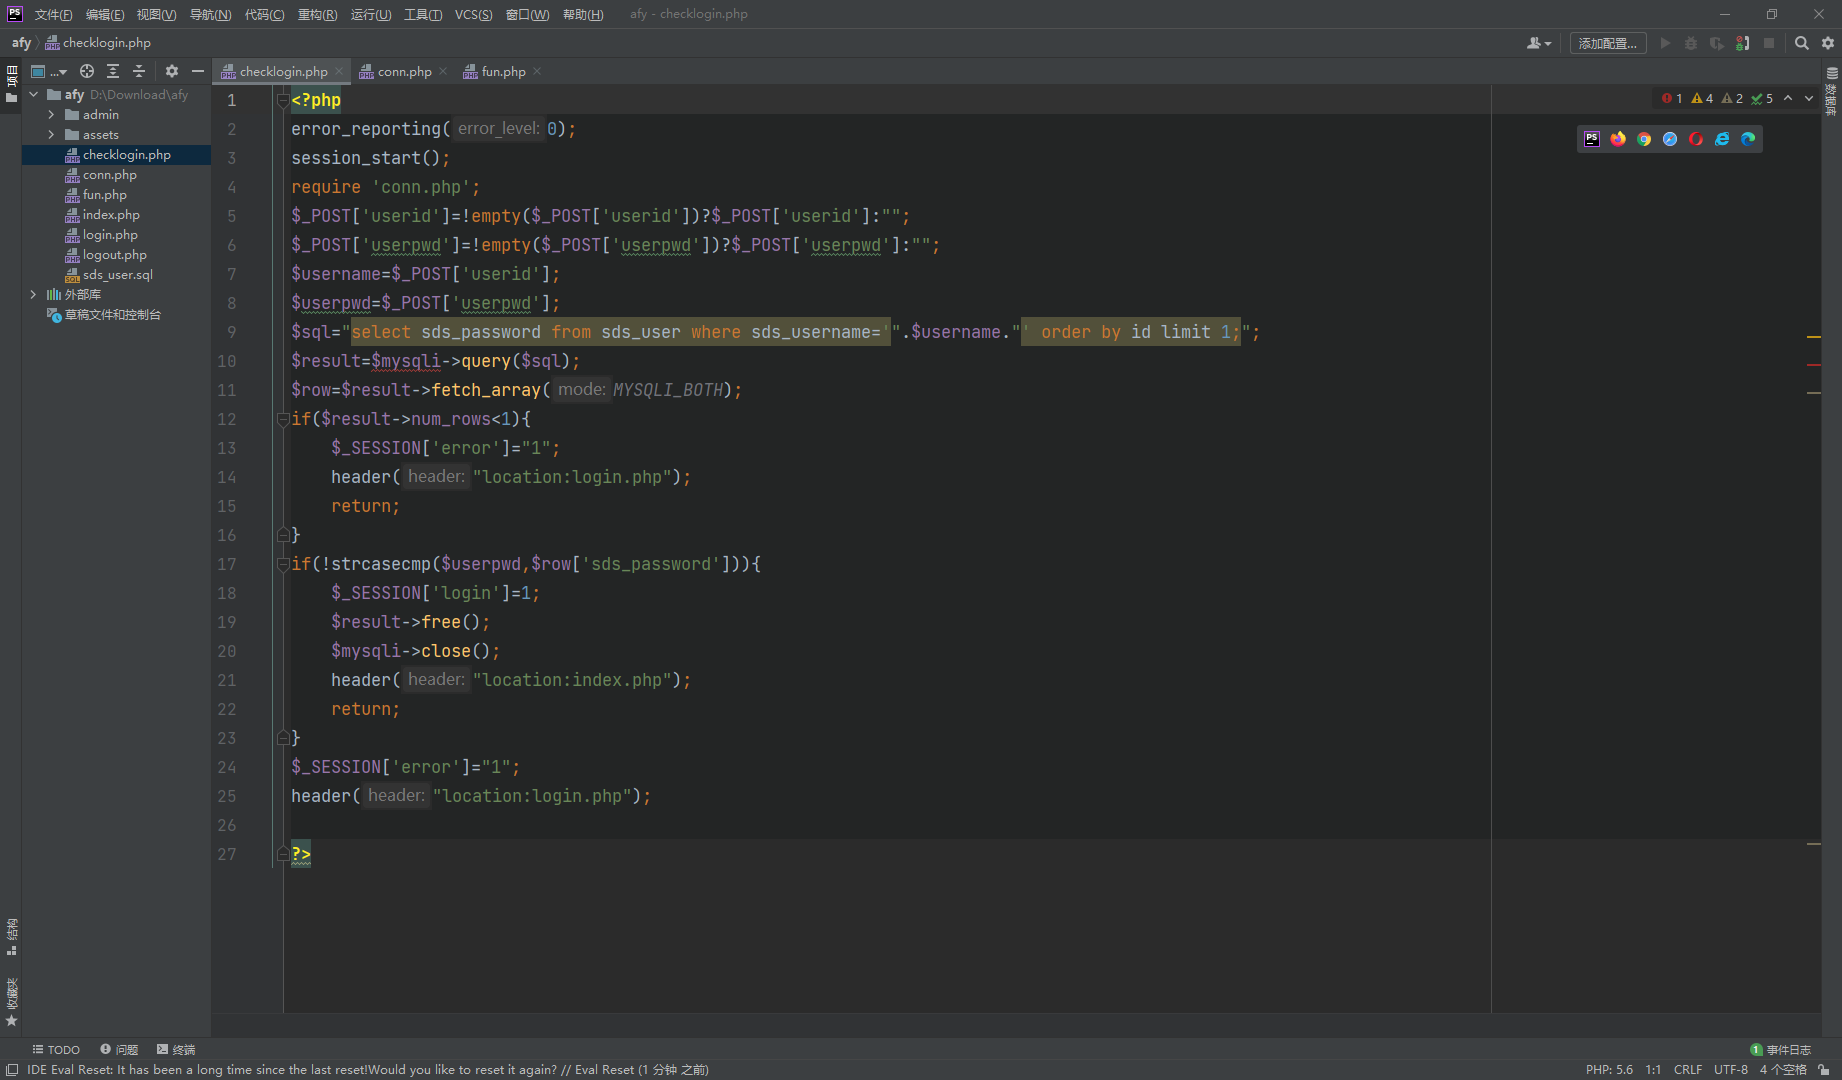 PS 文件(F) 编辑(E) 视图(V) 导航(N) 代码(C) 重构(R) 运行(U) 工具(T) VCS(S) 窗口(W) 帮助(H) afy - checklogin.php
afy checklogin.php 添加配置...
项目
...
afy D:\Download\afy
admin
assets
checklogin.php
conn.php
fun.php
index.php
login.php
logout.php
sds_user.sql
外部库
草稿文件和控制台
checklogin.php conn.php fun.php
1 4 2 5
数据库
1 <?php
2 error_reporting( error_level: 0);
3 session_start();
4 require 'conn.php';
5 $_POST['userid']=!empty($_POST['userid'])?$_POST['userid']:"";
6 $_POST['userpwd']=!empty($_POST['userpwd'])?$_POST['userpwd']:"";
7 $username=$_POST['userid'];
8 $userpwd=$_POST['userpwd'];
9 $sql="select sds_password from sds_user where sds_username='".$username."' order by id limit 1;";
10 $result=$mysqli->query($sql);
11 $row=$result->fetch_array( mode: MYSQLI_BOTH);
12 if($result->num_rows<1){
13 $_SESSION['error']="1";
14 header( header: "location:login.php");
15 return;
16 }
17 if(!strcasecmp($userpwd,$row['sds_password'])){
18 $_SESSION['login']=1;
19 $result->free();
20 $mysqli->close();
21 header( header: "location:index.php");
22 return;
23 }
24 $_SESSION['error']="1";
25 header( header: "location:login.php");
26
27 ?>
结构
收藏夹
TODO 问题 终端 1 事件日志
IDE Eval Reset: It has been a long time since the last reset!Would you like to reset it again? // Eval Reset (1 分钟 之前) PHP: 5.6 1:1 CRLF UTF-8 4 个空格